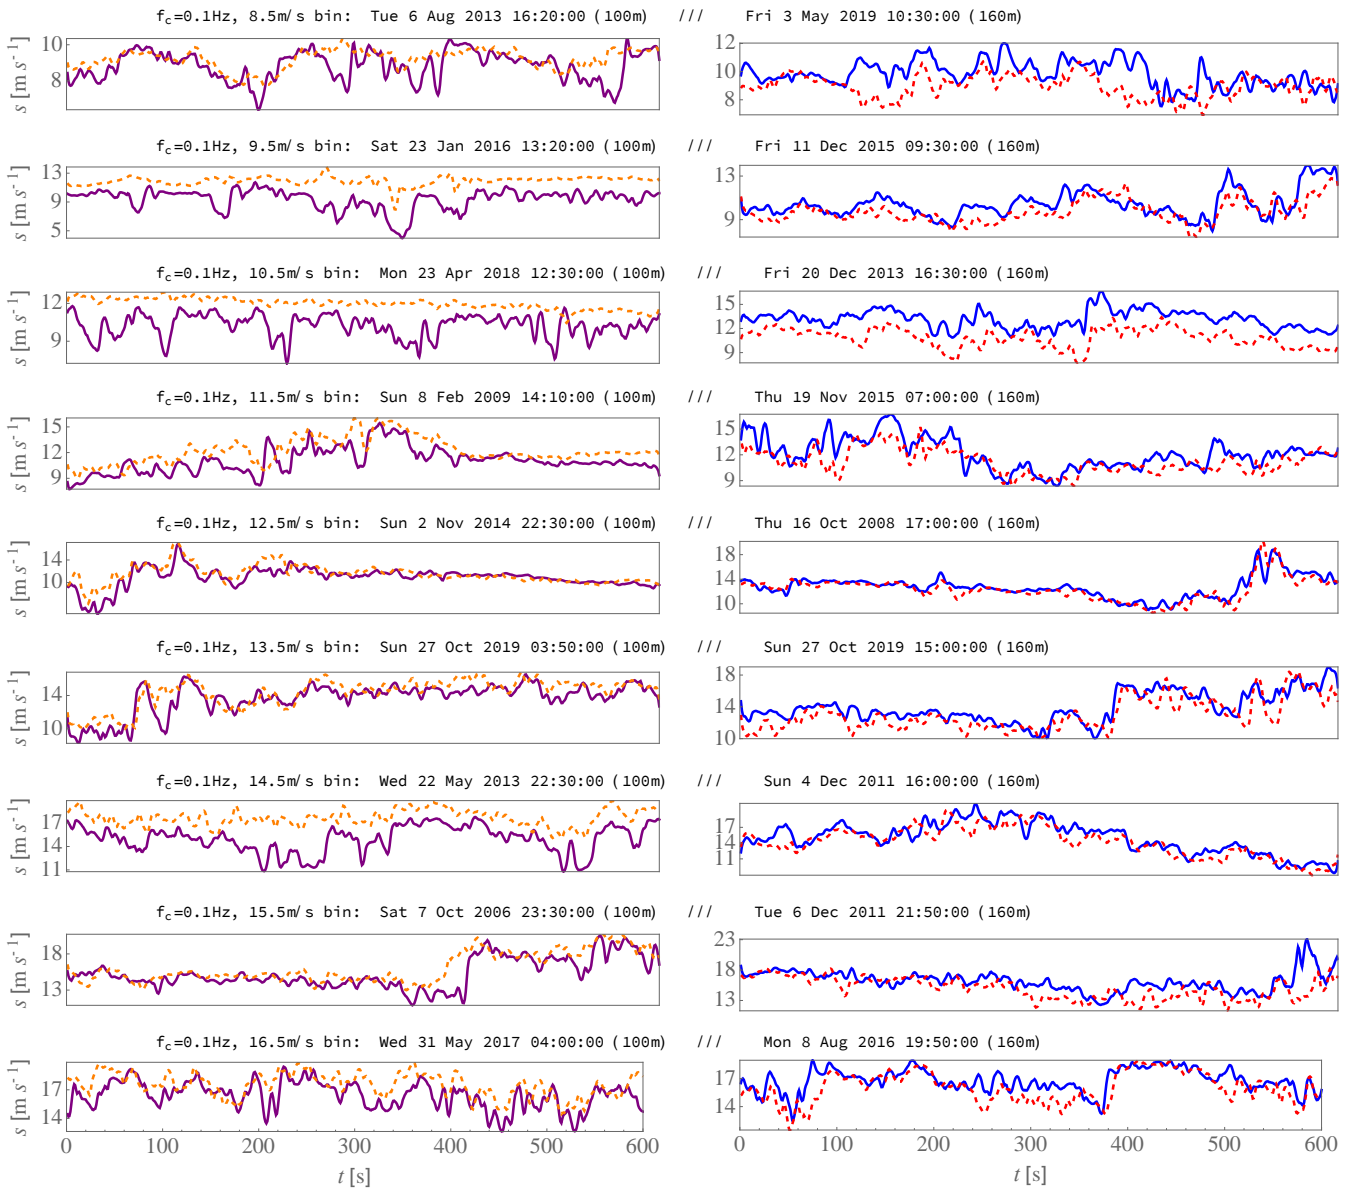 f_c=0.1Hz, 8.5m/s bin: Tue 6 Aug 2013 16:20:00 (100m) /// Fri 3 May 2019 10:30:00 (160m)
s [m s⁻¹]
10
8
12
10
8
f_c=0.1Hz, 9.5m/s bin: Sat 23 Jan 2016 13:20:00 (100m) /// Fri 11 Dec 2015 09:30:00 (160m)
s [m s⁻¹]
13
9
5
13
9
f_c=0.1Hz, 10.5m/s bin: Mon 23 Apr 2018 12:30:00 (100m) /// Fri 20 Dec 2013 16:30:00 (160m)
s [m s⁻¹]
12
9
15
12
9
f_c=0.1Hz, 11.5m/s bin: Sun 8 Feb 2009 14:10:00 (100m) /// Thu 19 Nov 2015 07:00:00 (160m)
s [m s⁻¹]
15
12
9
15
12
9
f_c=0.1Hz, 12.5m/s bin: Sun 2 Nov 2014 22:30:00 (100m) /// Thu 16 Oct 2008 17:00:00 (160m)
s [m s⁻¹]
14
10
18
14
10
f_c=0.1Hz, 13.5m/s bin: Sun 27 Oct 2019 03:50:00 (100m) /// Sun 27 Oct 2019 15:00:00 (160m)
s [m s⁻¹]
14
10
18
14
10
f_c=0.1Hz, 14.5m/s bin: Wed 22 May 2013 22:30:00 (100m) /// Sun 4 Dec 2011 16:00:00 (160m)
s [m s⁻¹]
17
14
11
17
14
11
f_c=0.1Hz, 15.5m/s bin: Sat 7 Oct 2006 23:30:00 (100m) /// Tue 6 Dec 2011 21:50:00 (160m)
s [m s⁻¹]
18
13
23
18
13
f_c=0.1Hz, 16.5m/s bin: Wed 31 May 2017 04:00:00 (100m) /// Mon 8 Aug 2016 19:50:00 (160m)
s [m s⁻¹]
17
14
17
14
0 100 200 300 400 500 600 0 100 200 300 400 500 600
t [s] t [s]